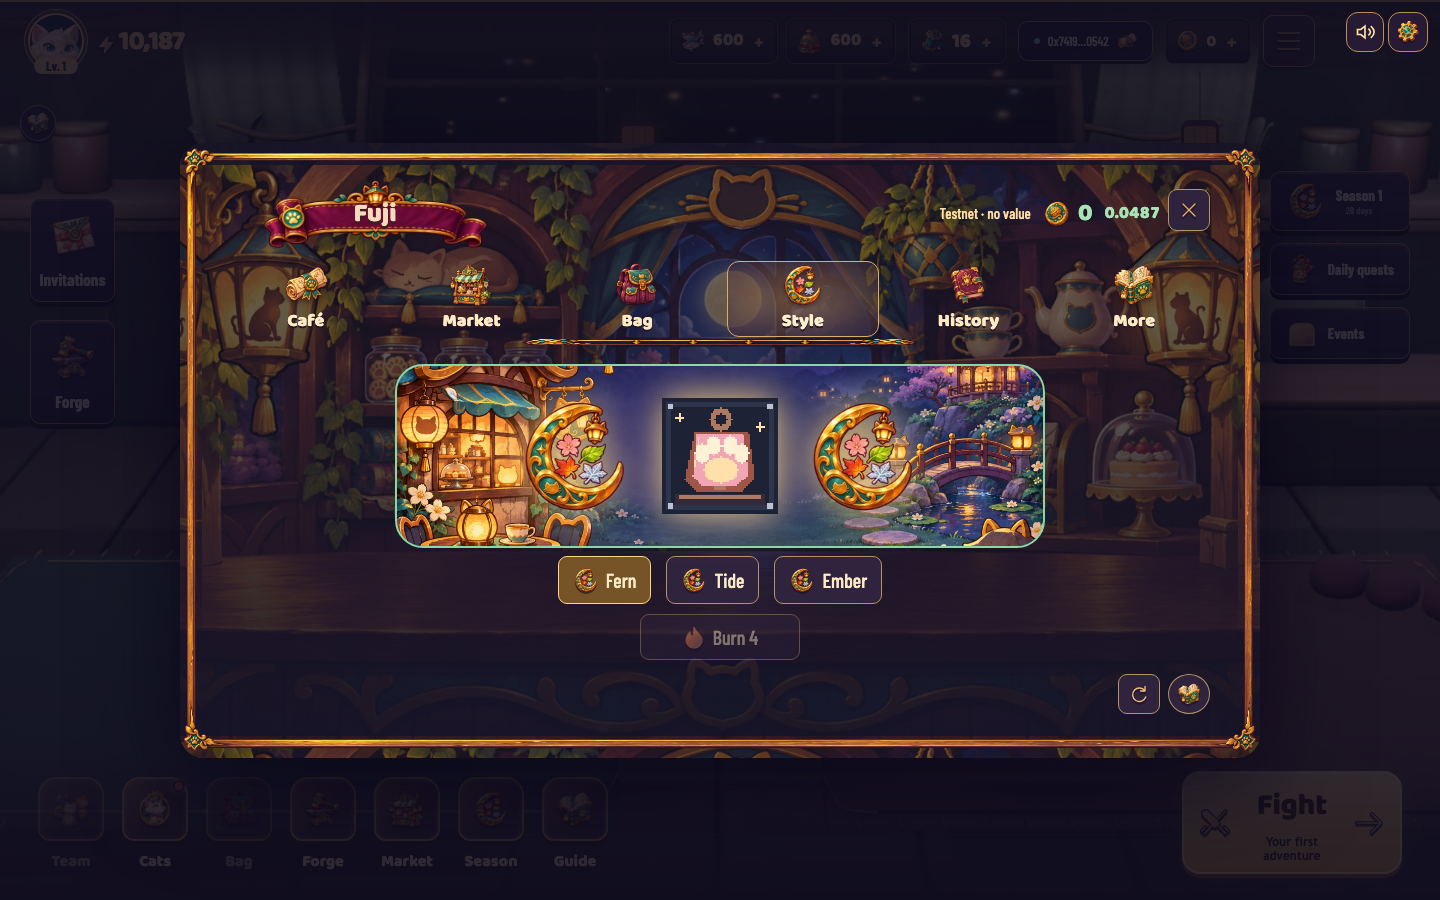 10,187
600 +
600 +
16 +
0x7419...0542
0 +
Lv. 1
Fuji
Testnet · no value
0
0.0487
Season 1
28 days
Invitations
Daily quests
Café
Market
Bag
Style
History
More
Events
Forge
Fern
Tide
Ember
Burn 4
Fight
Your first
adventure
Team
Cats
Bag
Forge
Market
Season
Guide